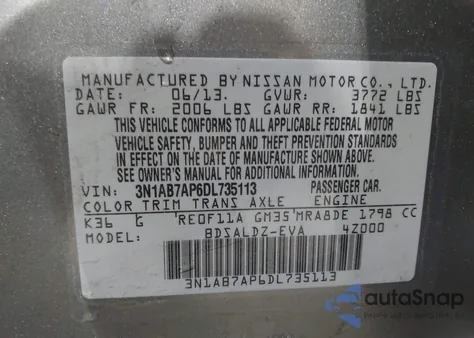 MANUFACTURED BY NISSAN MOTOR CO., LTD.
DATE: 06/13. GVWR: 3772 LBS
GAWR FR: 2006 LBS GAWR RR: 1841 LBS
THIS VEHICLE CONFORMS TO ALL APPLICABLE FEDERAL MOTOR
VEHICLE SAFETY, BUMPER AND THEFT PREVENTION STANDARDS
IN EFFECT ON THE DATE OF MANUFACTURE SHOWN ABOVE.
SEE OWNER'S MANUAL FOR ADDITIONAL INFORMATION.
VIN: 3N1AB7AP6DL735113 PASSENGER CAR.
COLOR TRIM TRANS AXLE ENGINE
K36 G RE0F11A GM35 MRA8DE 1798 CC
MODEL: BDSALDZ-EVA 4Z000
3N1AB7AP6DL735113
autoSnap